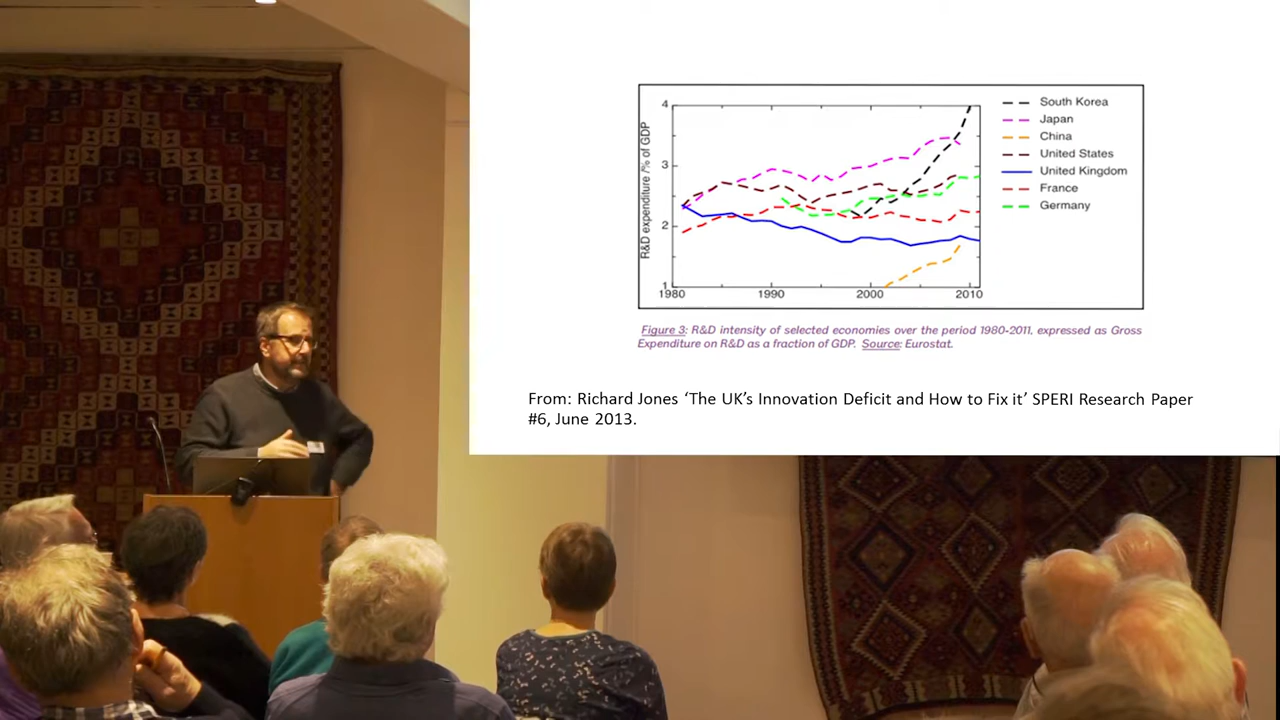 4
3
2
1
R&D expenditure /% of GDP
1980
1990
2000
2010
South Korea
Japan
China
United States
United Kingdom
France
Germany
Figure 3: R&D intensity of selected economies over the period 1980-2011, expressed as Gross
Expenditure on R&D as a fraction of GDP. Source: Eurostat.
From: Richard Jones ‘The UK’s Innovation Deficit and How to Fix it’ SPERI Research Paper
#6, June 2013.